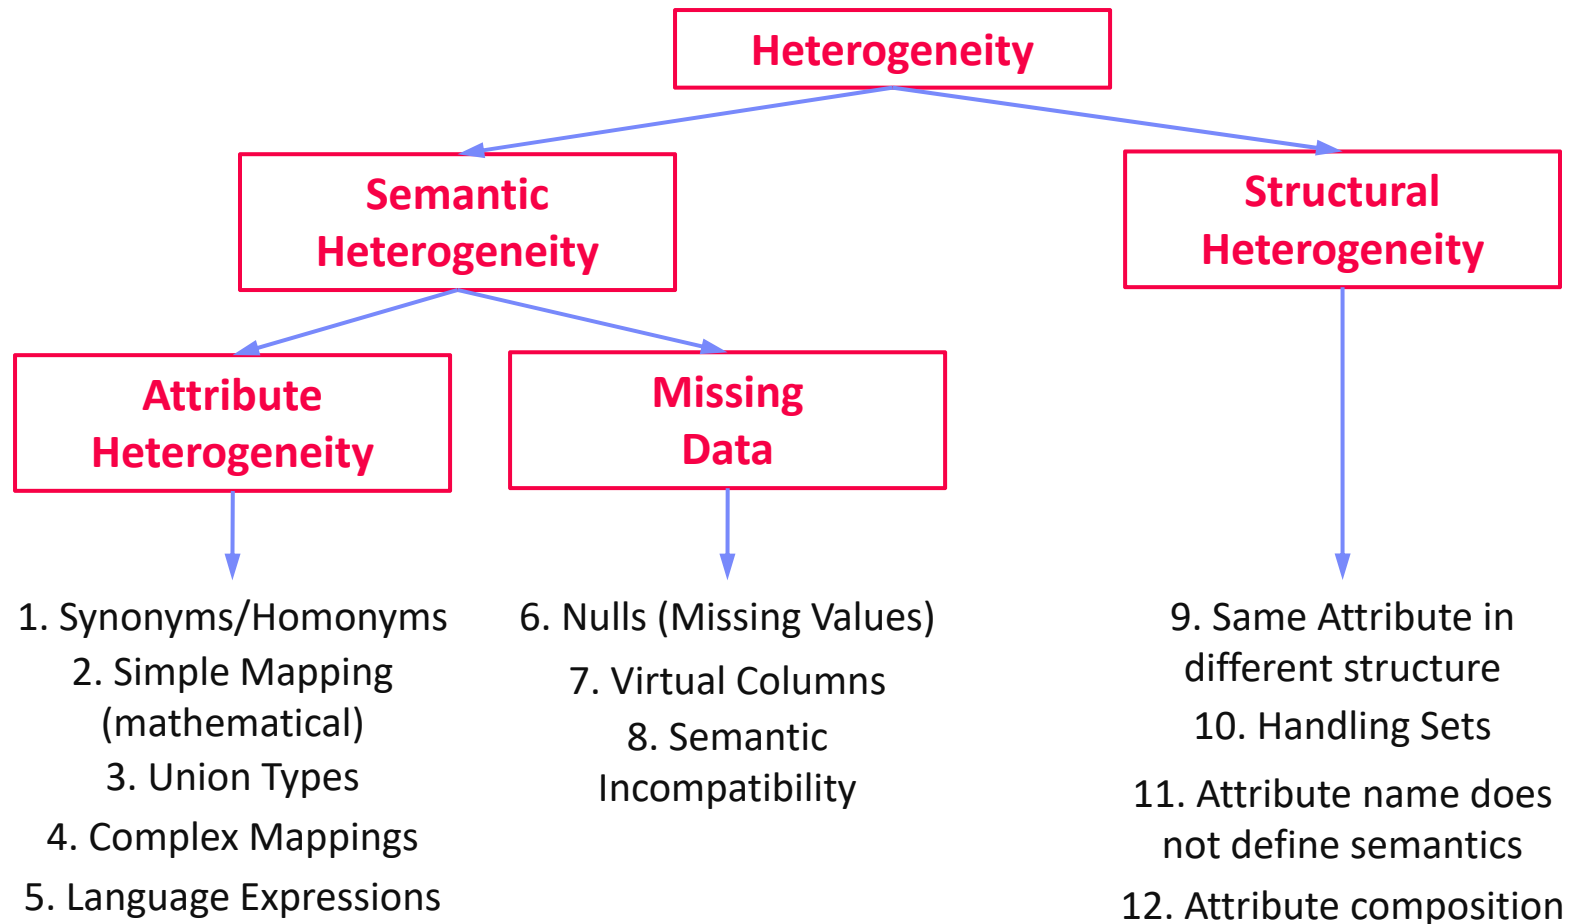 Heterogeneity
Semantic
Heterogeneity
Structural
Heterogeneity
Attribute
Heterogeneity
Missing
Data
1. Synonyms/Homonyms
2. Simple Mapping
(mathematical)
3. Union Types
4. Complex Mappings
5. Language Expressions
6. Nulls (Missing Values)
7. Virtual Columns
8. Semantic
Incompatibility
9. Same Attribute in
different structure
10. Handling Sets
11. Attribute name does
not define semantics
12. Attribute composition